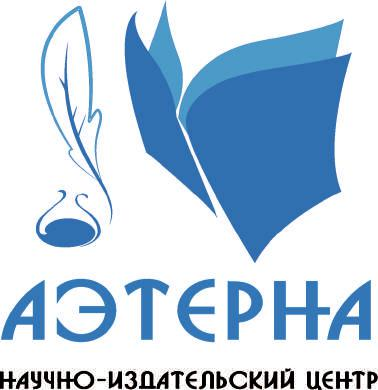 АЭТЕРНА
НАУЧНО-ИЗДАТЕЛЬСКИЙ ЦЕНТР